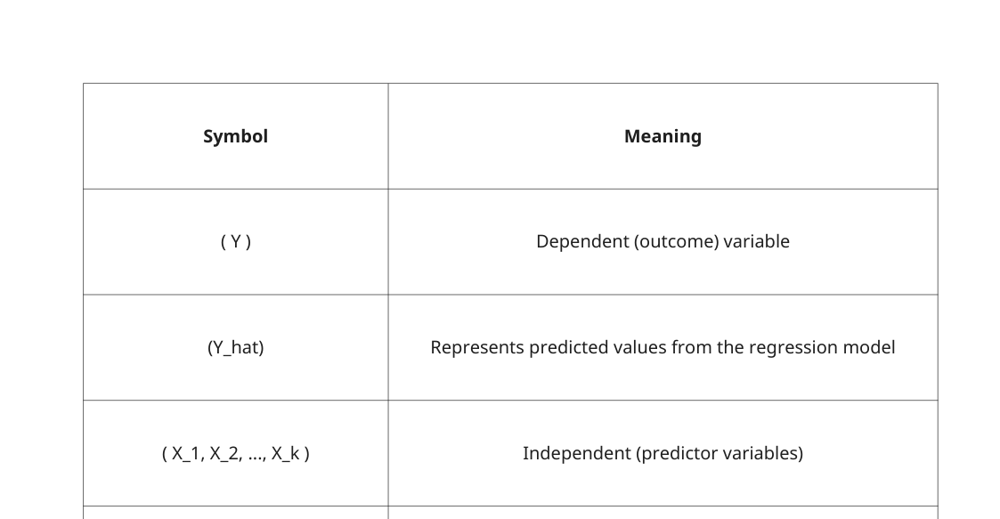 Symbol
Meaning
( Y )
Dependent (outcome) variable
(Y_hat)
Represents predicted values from the regression model
( X_1, X_2, ..., X_k )
Independent (predictor variables)